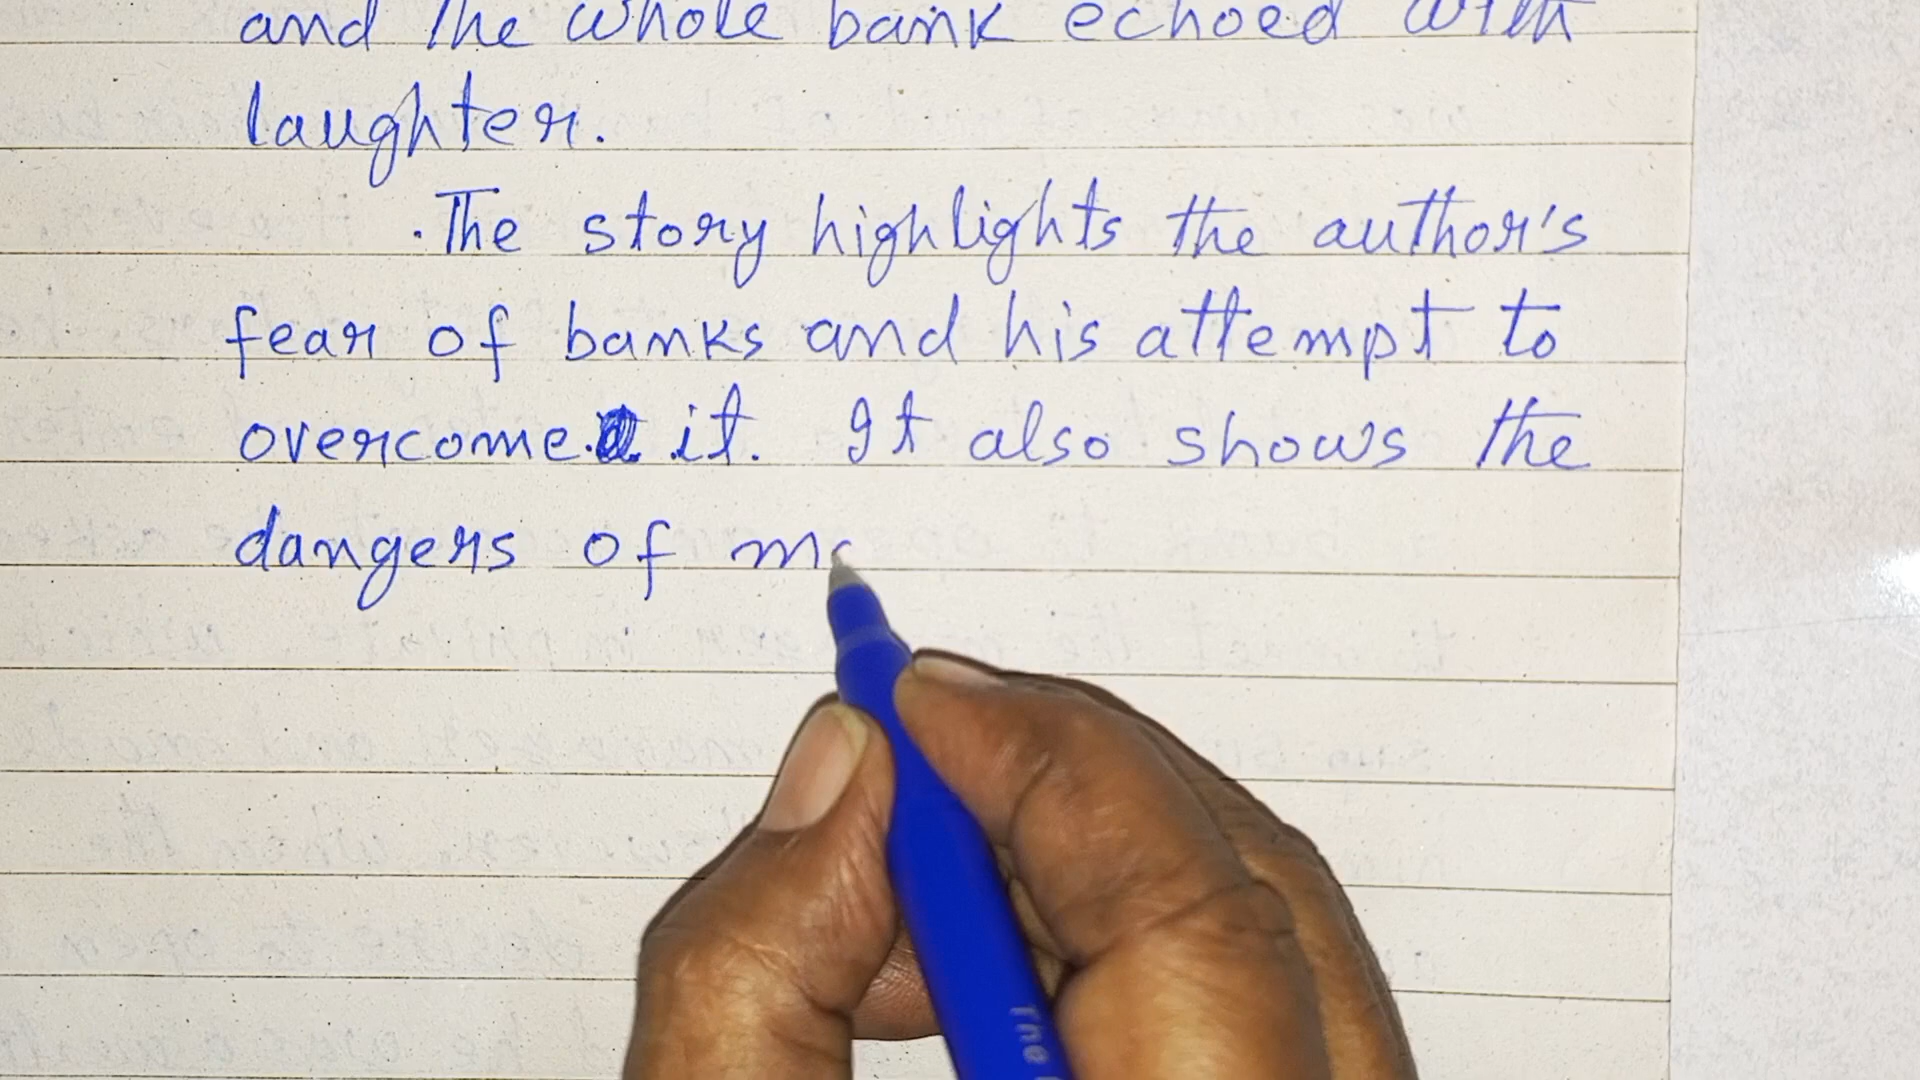 and the whole bank echoed with
laughter.
The story highlights the author's
fear of banks and his attempt to
overcome it. It also shows the
dangers of m
The